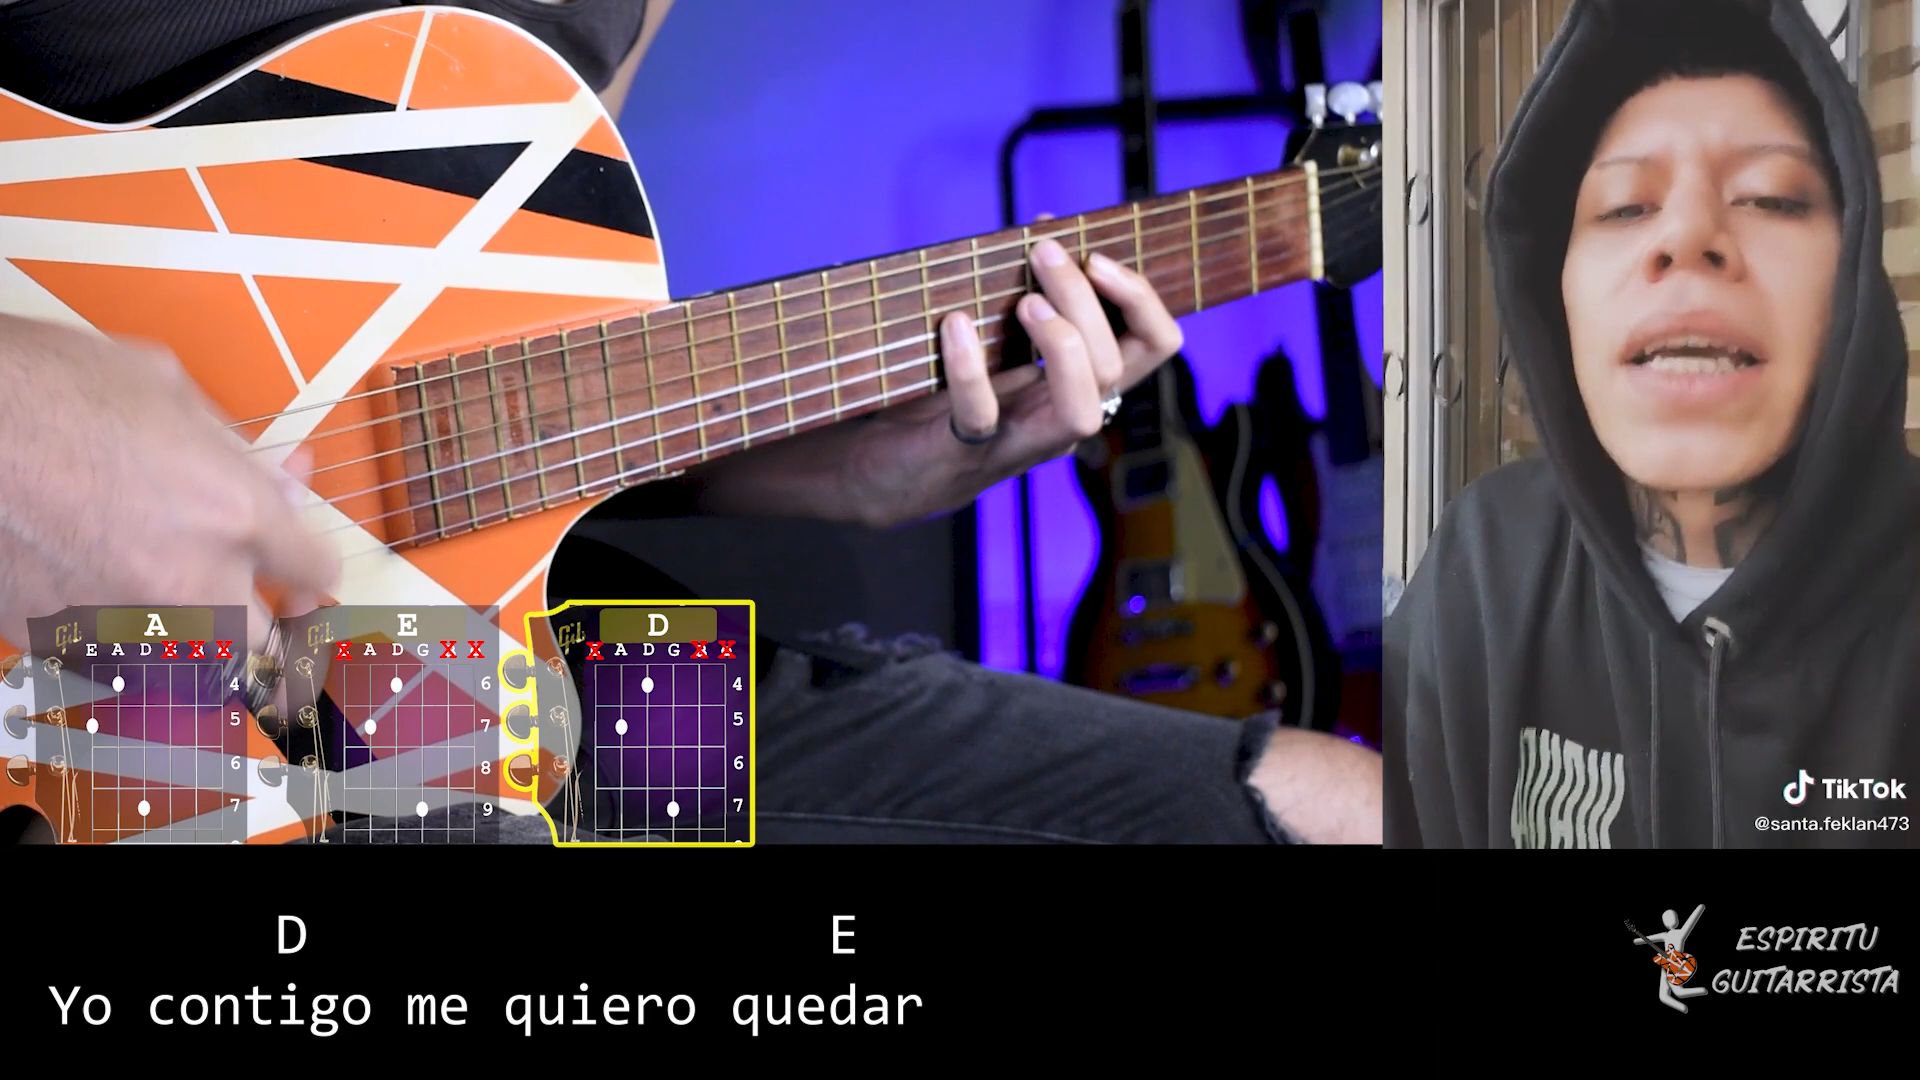 A
E A D X X X
4
5
6
7
E
X A D G X X
6
7
8
9
D
X A D G X X
4
5
6
7
TikTok
@santa.feklan473
D E
Yo contigo me quiero quedar
ESPIRITU
GUITARRISTA